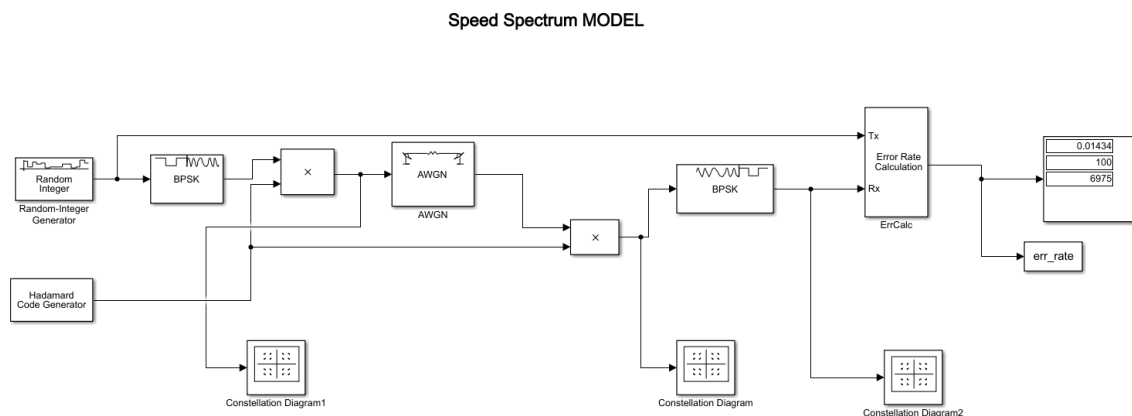 Speed Spectrum MODEL
Random
Integer
Random-Integer
Generator
BPSK
×
AWGN
AWGN
×
BPSK
Tx
Rx
Error Rate
Calculation
ErrCalc
0.01434
100
6975
err_rate
Hadamard
Code Generator
Constellation Diagram1
Constellation Diagram
Constellation Diagram2